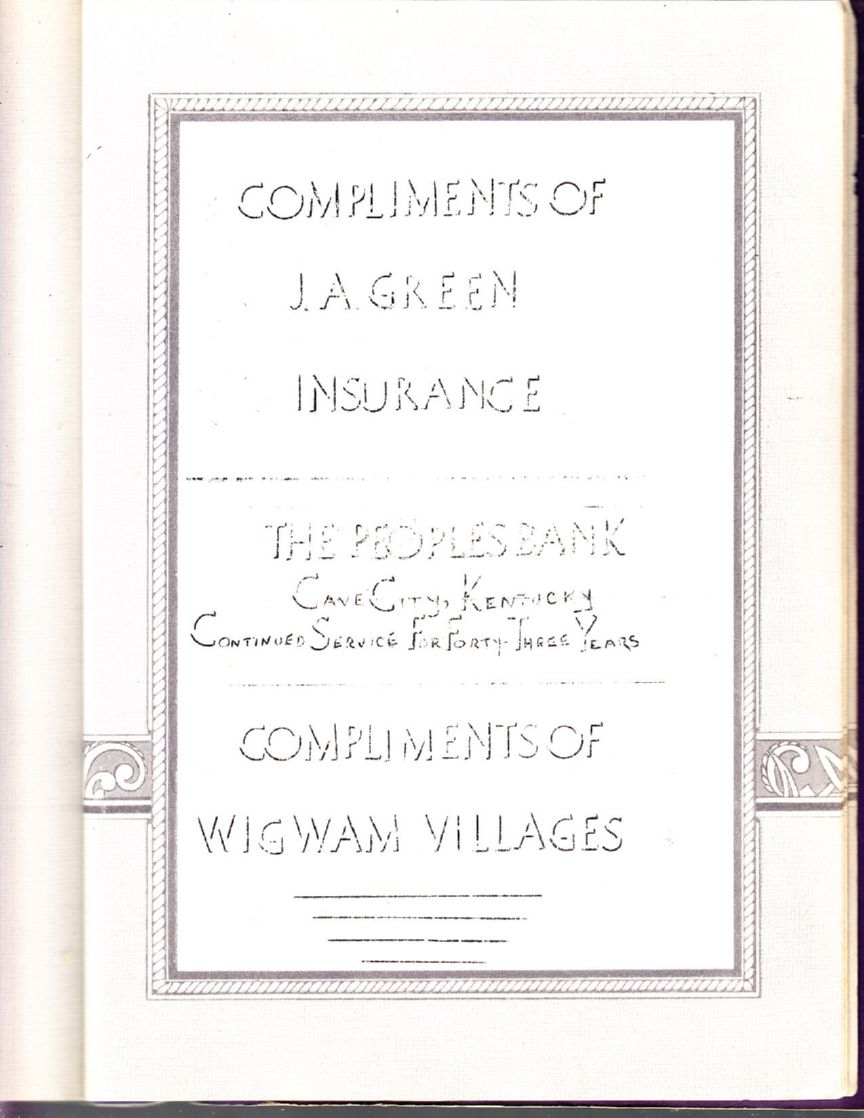 COMPLIMENTS OF
J. A. GREEN
INSURANCE
THE PEOPLES BANK
CAVE CITY, KENTUCKY
CONTINUED SERVICE FOR FORTY-THREE YEARS
COMPLIMENTS OF
WIGWAM VILLAGES